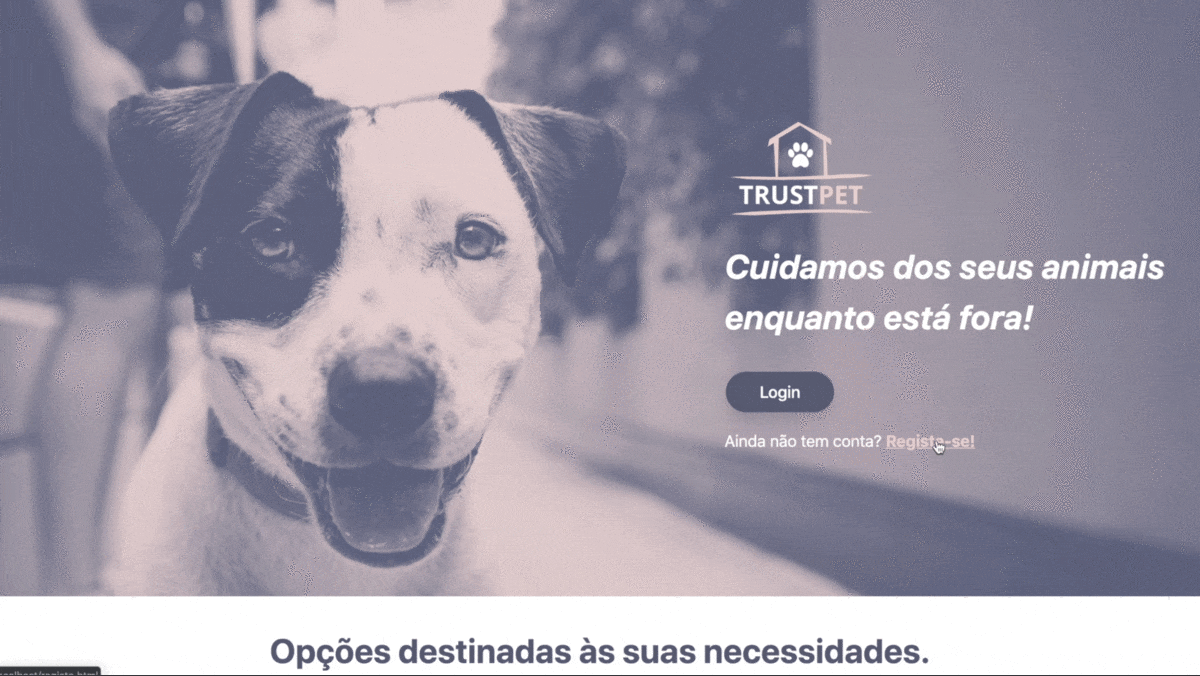 TRUSTPET
Cuidamos dos seus animais
enquanto está fora!
Login
Ainda não tem conta? Registe-se!
Opções destinadas às suas necessidades.